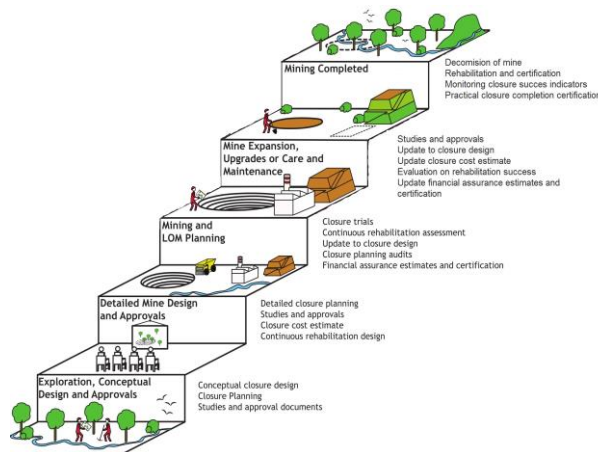 Mining Completed
Decomision of mine
Rehabilitation and certification
Monitoring closure succes indicators
Practical closure completion certification
Mine Expansion,
Upgrades or Care and
Maintenance
Studies and approvals
Update to closure design
Update closure cost estimate
Evaluation on rehabilitation success
Update financial assurance estimates and
certification
Mining and
LOM Planning
Closure trials
Continuous rehabilitation assessment
Update to closure design
Closure planning audits
Financial assurance estimates and certification
Detailed Mine Design
and Approvals
Detailed closure planning
Studies and approvals
Closure cost estimate
Continuous rehabilitation design
Exploration, Conceptual
Design and Approvals
Conceptual closure design
Closure Planning
Studies and approval documents